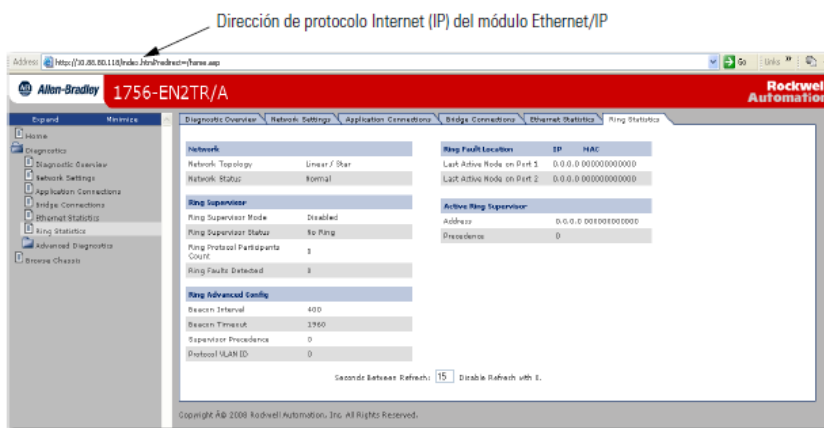 Dirección de protocolo Internet (IP) del módulo Ethernet/IP
Address http://10.88.80.118/index.html?redirect=/home.asp
Go Links
Allen-Bradley 1756-EN2TR/A Rockwell Automation
Expand Minimize
Home
Diagnostics
Diagnostic Overview
Network Settings
Application Connections
Bridge Connections
Ethernet Statistics
Ring Statistics
Advanced Diagnostics
Browse Chassis
Diagnostic Overview Network Settings Application Connections Bridge Connections Ethernet Statistics Ring Statistics
Network
Network Topology Linear / Star
Network Status Normal
Ring Supervisor
Ring Supervisor Mode Disabled
Ring Supervisor Status No Ring
Ring Protocol Participants Count
Ring Faults Detected
Ring Advanced Config
Beacon Interval 400
Beacon Timeout 1960
Supervisor Precedence 0
Protocol VLAN ID 0
Ring Fault Location IP MAC
Last Active Node on Port 1 0.0.0.0 000000000000
Last Active Node on Port 2 0.0.0.0 000000000000
Active Ring Supervisor
Address 0.0.0.0 000000000000
Precedence 0
Seconds Between Refresh: 15 Disable Refresh with 0.
Copyright Â© 2008 Rockwell Automation, Inc. All Rights Reserved.